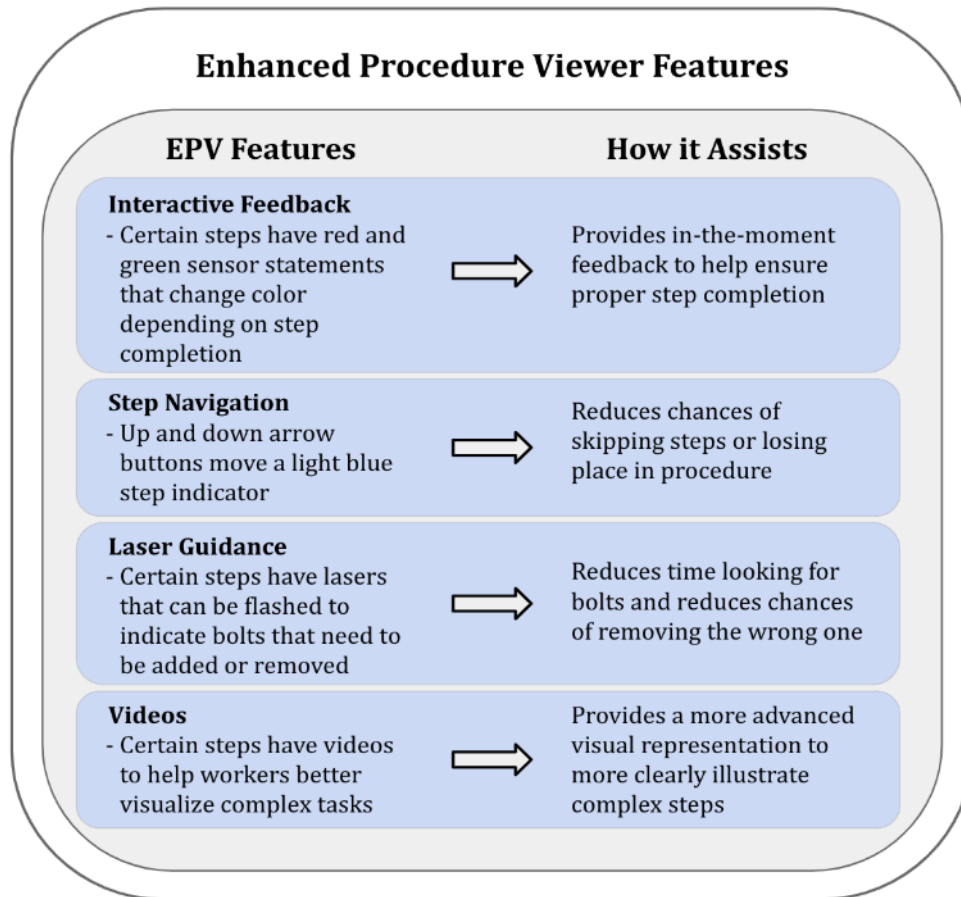 Enhanced Procedure Viewer Features
EPV Features
How it Assists
Interactive Feedback
- Certain steps have red and
green sensor statements
that change color
depending on step
completion
Provides in-the-moment
feedback to help ensure
proper step completion
Step Navigation
- Up and down arrow
buttons move a light blue
step indicator
Reduces chances of
skipping steps or losing
place in procedure
Laser Guidance
- Certain steps have lasers
that can be flashed to
indicate bolts that need to
be added or removed
Reduces time looking for
bolts and reduces chances
of removing the wrong one
Videos
- Certain steps have videos
to help workers better
visualize complex tasks
Provides a more advanced
visual representation to
more clearly illustrate
complex steps